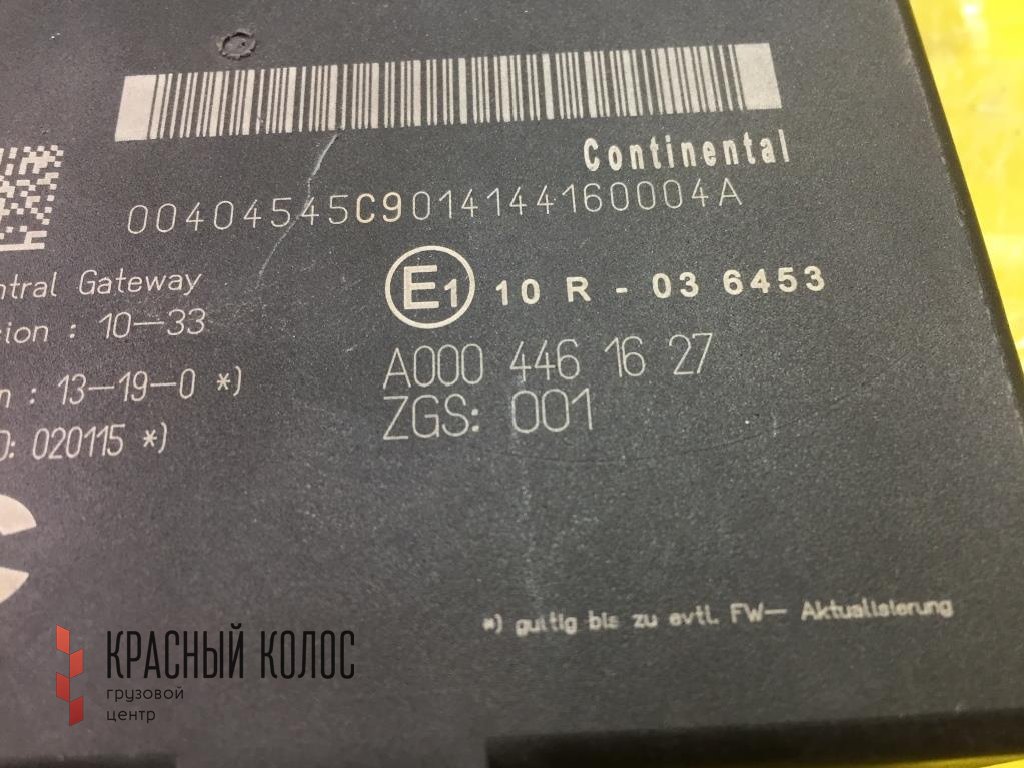 Continental
00404545C9014144160004A
ntral Gateway
E1 10 R - 03 6453
sion : 10-33
A000 446 16 27
n : 13-19-0 *)
ZGS: 001
D: 020115 *)
*) gültig bis zu evtl. FW- Aktualisierung
КРАСНЫЙ КОЛОС
грузовой
центр